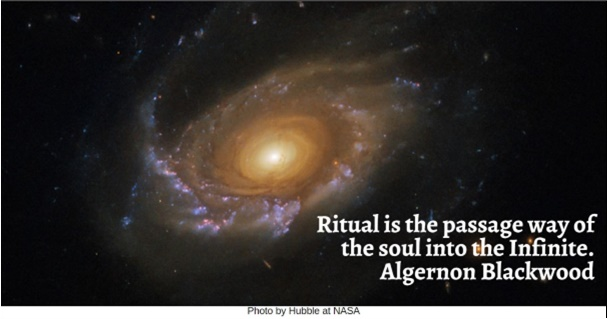 Ritual is the passage way of
the soul into the Infinite.
Algernon Blackwood
Photo by Hubble at NASA